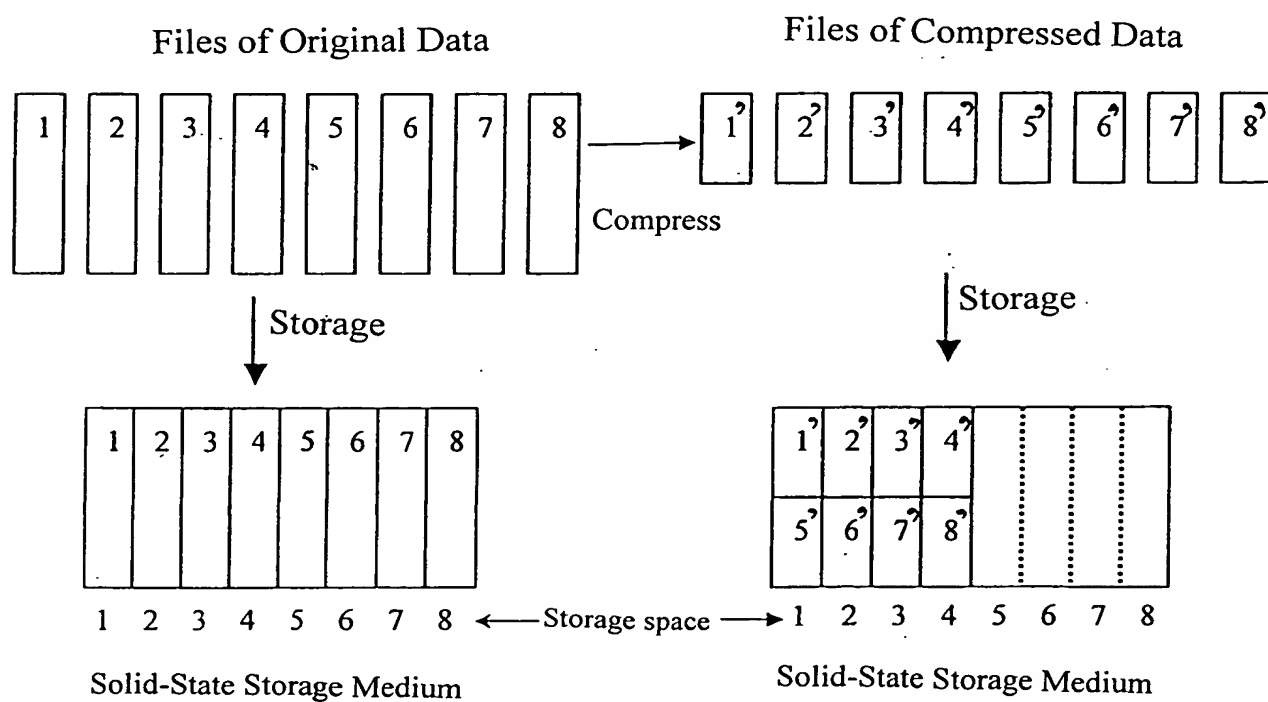 Files of Original Data
Files of Compressed Data
1 2 3 4 5 6 7 8
1’ 2’ 3’ 4’ 5’ 6’ 7’ 8’
Compress
Storage
Storage
1 2 3 4 5 6 7 8
1’ 2’ 3’ 4’
5’ 6’ 7’ 8’
1 2 3 4 5 6 7 8
Storage space
1 2 3 4 5 6 7 8
Solid-State Storage Medium
Solid-State Storage Medium